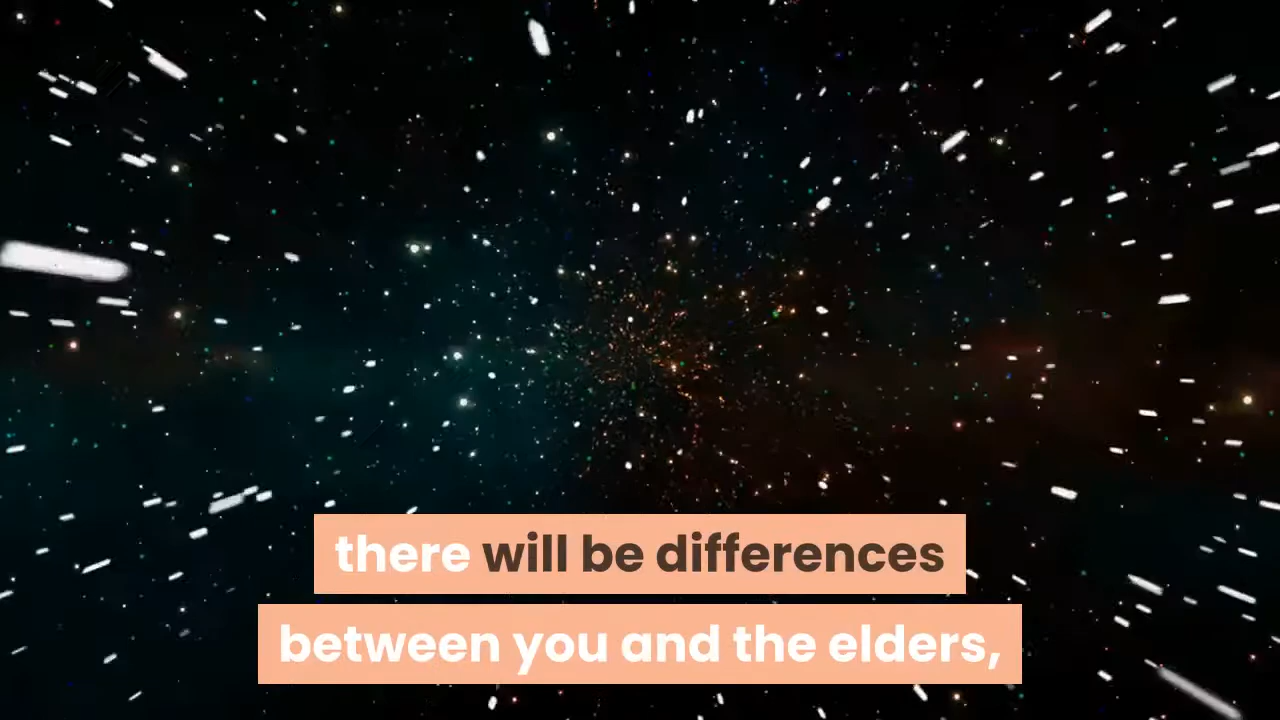 there will be differences
between you and the elders,